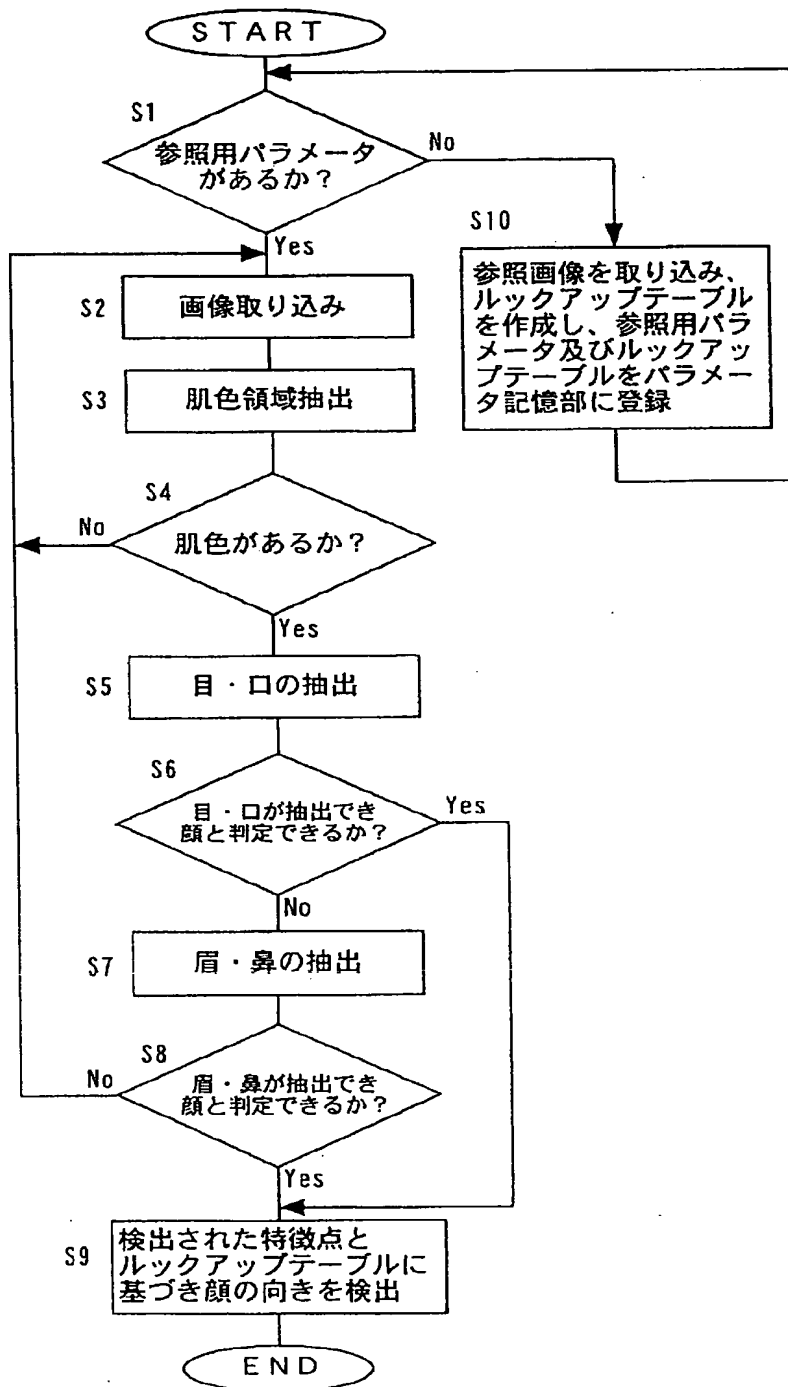 START
S1
参照用パラメータ
があるか？
No
Yes
S10
参照画像を取り込み、
ルックアップテーブル
を作成し、参照用パラ
メータ及びルックアッ
プテーブルをパラメー
タ記憶部に登録
S2
画像取り込み
S3
肌色領域抽出
S4
No
肌色があるか？
Yes
S5
目・口の抽出
S6
目・口が抽出でき
顔と判定できるか？
Yes
No
S7
眉・鼻の抽出
S8
No
眉・鼻が抽出でき
顔と判定できるか？
Yes
S9
検出された特徴点と
ルックアップテーブルに
基づき顔の向きを検出
END